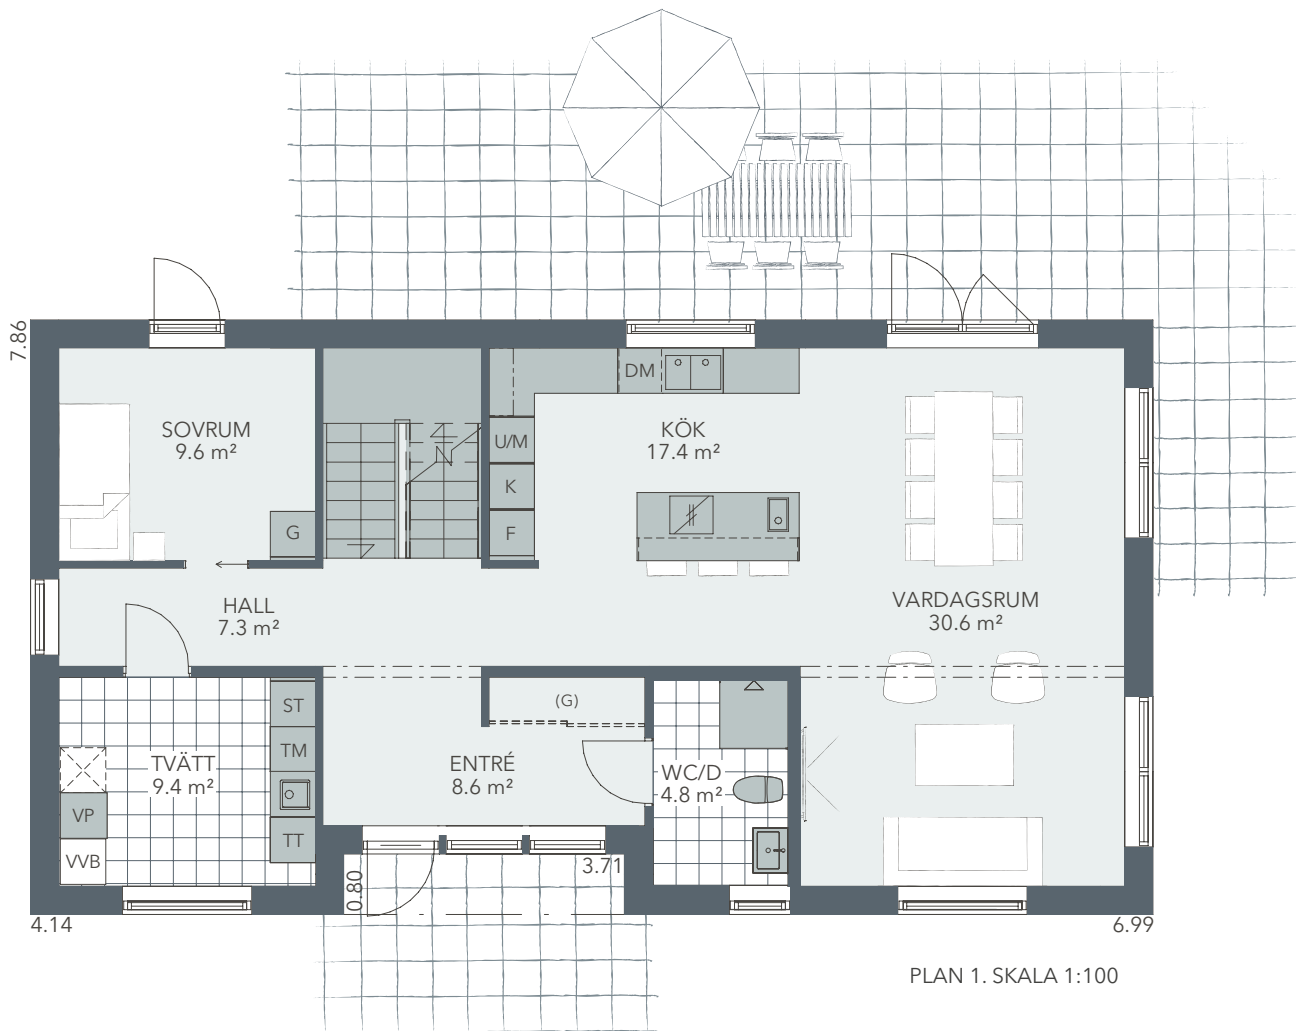 7.86
SOVRUM
9.6 m²
G
DM
U/M
K
F
KÖK
17.4 m²
HALL
7.3 m²
VARDAGSRUM
30.6 m²
TVÄTT
9.4 m²
ST
TM
TT
VP
VVB
(G)
ENTRÉ
8.6 m²
WC/D
4.8 m²
0.80
3.71
4.14
6.99
PLAN 1. SKALA 1:100